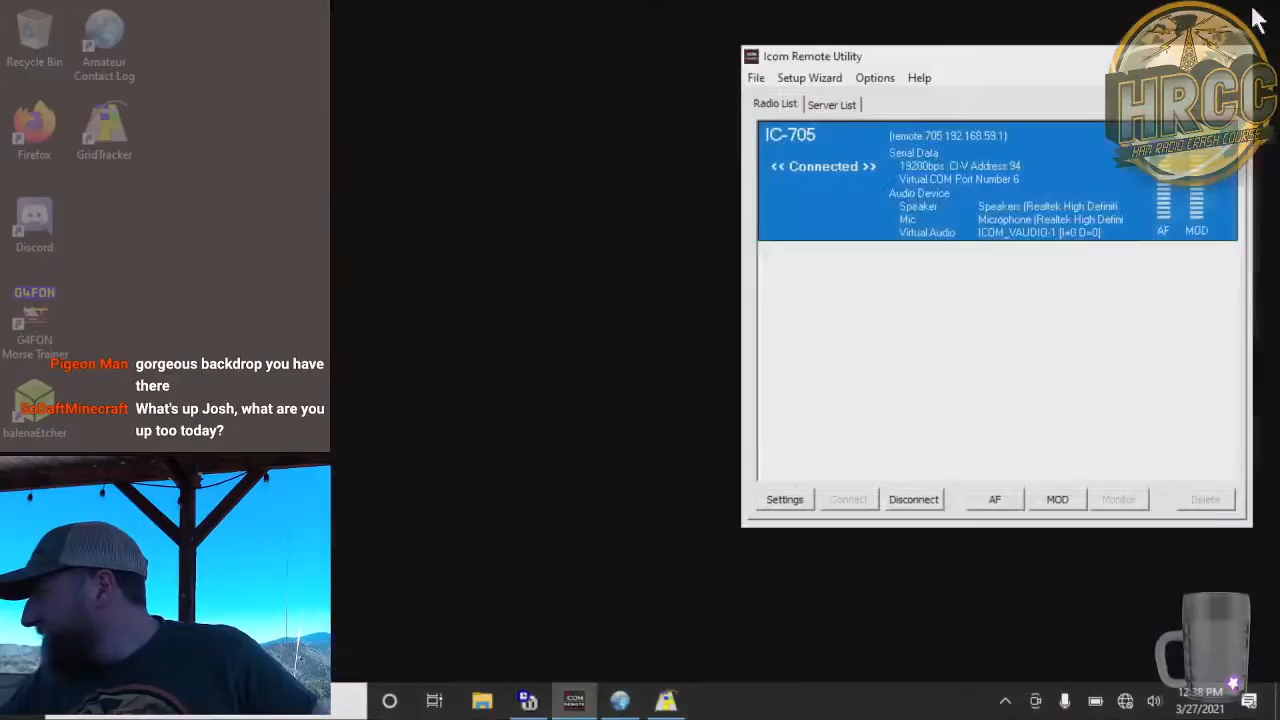 Recycle Bin
Amateur
Contact Log
Firefox
GridTracker
Discord
G4FON
G4FON
Morse Trainer
balenaEtcher
Pigeon Man gorgeous backdrop you have
there
SoDaftMinecraft What's up Josh, what are you
up too today?
Icom Remote Utility
File Setup Wizard Options Help
Radio List Server List
IC-705 (remote 705 192.168.59.1)
<< Connected >>
Serial Data
19200bps CI-V Address 94
Virtual COM Port Number 6
Audio Device
Speaker Speakers (Realtek High Definiti
Mic Microphone (Realtek High Defini
Virtual Audio ICOM_VAUDIO-1 [I=0 O=0]
AF MOD
Settings Connect Disconnect AF MOD Monitor Delete
HRCC
HAM RADIO CRASH COURSE
ICOM
REMOTE
12:38 PM
3/27/2021